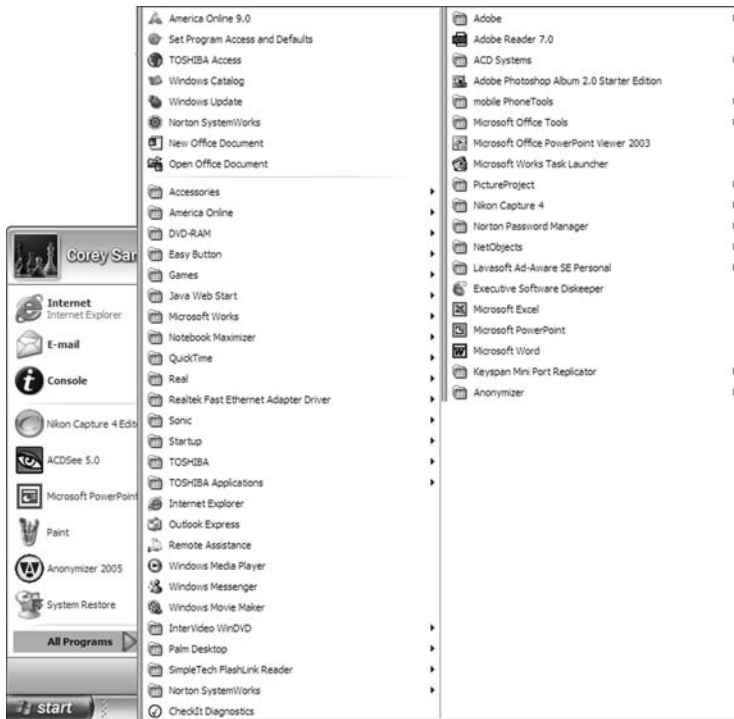 Corey Sar
Internet
Internet Explorer
E-mail
Console
Nikon Capture 4 Edit
ACDSee 5.0
Microsoft PowerPoint
Paint
Anonymizer 2005
System Restore
All Programs
start
America Online 9.0
Set Program Access and Defaults
TOSHIBA Access
Windows Catalog
Windows Update
Norton SystemWorks
New Office Document
Open Office Document
Accessories
America Online
DVD-RAM
Easy Button
Games
Java Web Start
Microsoft Works
Notebook Maximizer
QuickTime
Real
Realtek Fast Ethernet Adapter Driver
Sonic
Startup
TOSHIBA
TOSHIBA Applications
Internet Explorer
Outlook Express
Remote Assistance
Windows Media Player
Windows Messenger
Windows Movie Maker
InterVideo WinDVD
Palm Desktop
SimpleTech FlashLink Reader
Norton SystemWorks
CheckIt Diagnostics
Adobe
Adobe Reader 7.0
ACD Systems
Adobe Photoshop Album 2.0 Starter Edition
mobile PhoneTools
Microsoft Office Tools
Microsoft Office PowerPoint Viewer 2003
Microsoft Works Task Launcher
PictureProject
Nikon Capture 4
Norton Password Manager
NetObjects
Lavasoft Ad-Aware SE Personal
Executive Software Diskeeper
Microsoft Excel
Microsoft PowerPoint
Microsoft Word
Keyspan Mini Port Replicator
Anonymizer